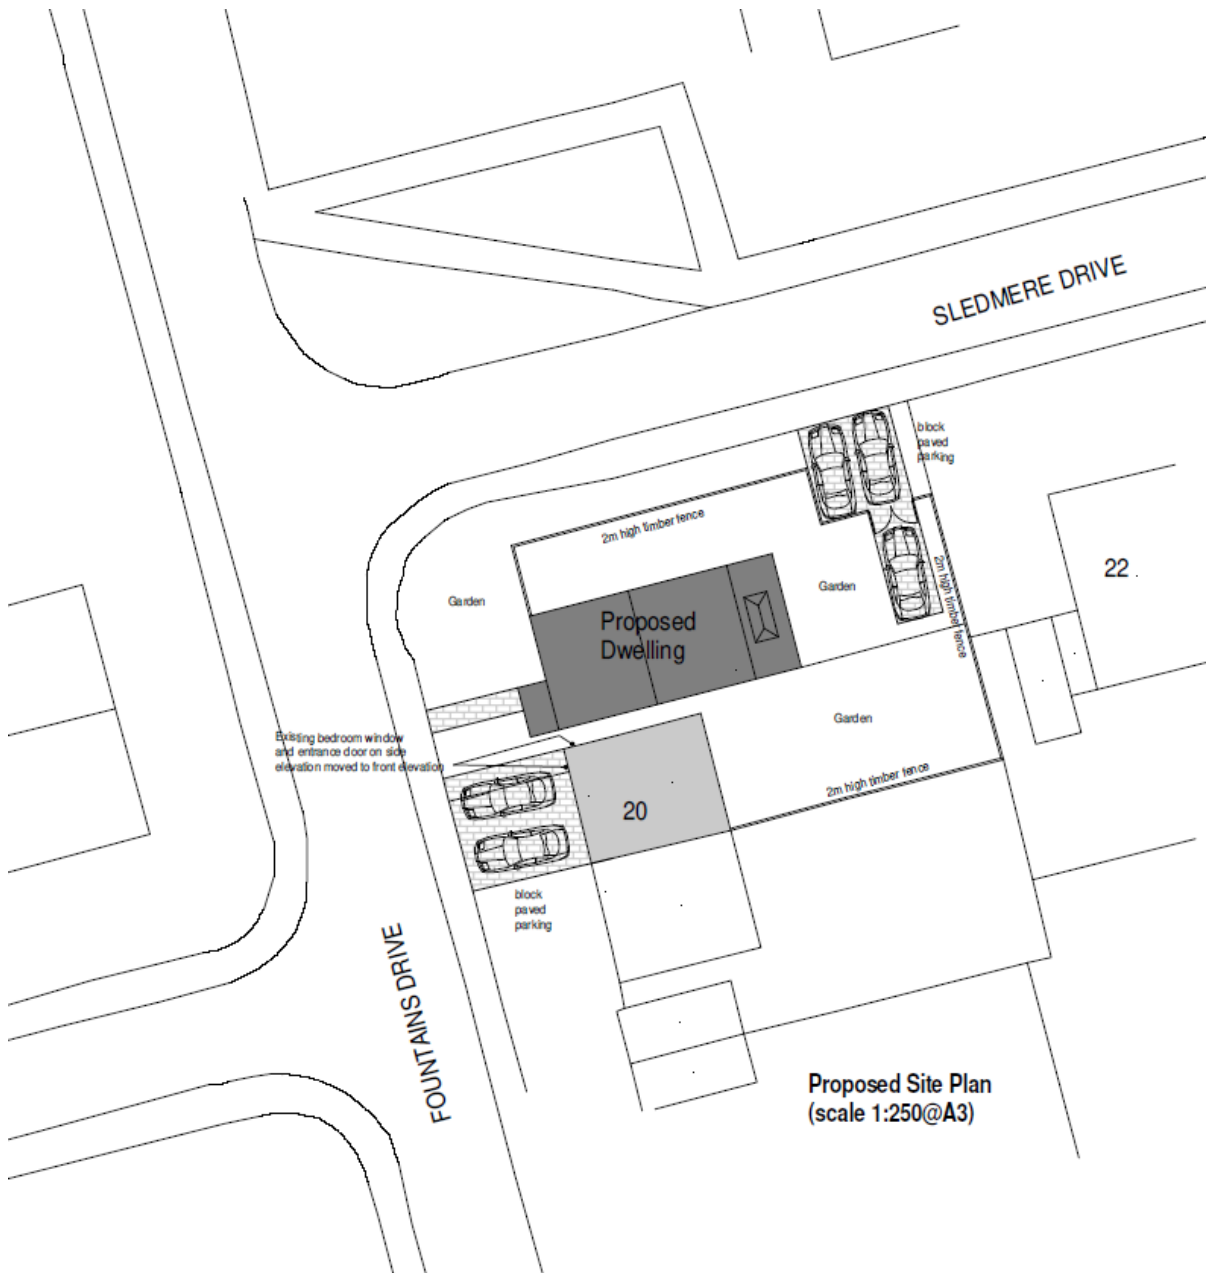 SLEDMERE DRIVE
block
paved
parking
2m high timber fence
22
2m high timber fence
Garden
Garden
Proposed
Dwelling
Garden
Existing bedroom window
and entrance door on side
elevation moved to front elevation
20
2m high timber fence
block
paved
parking
FOUNTAINS DRIVE
Proposed Site Plan
(scale 1:250@A3)